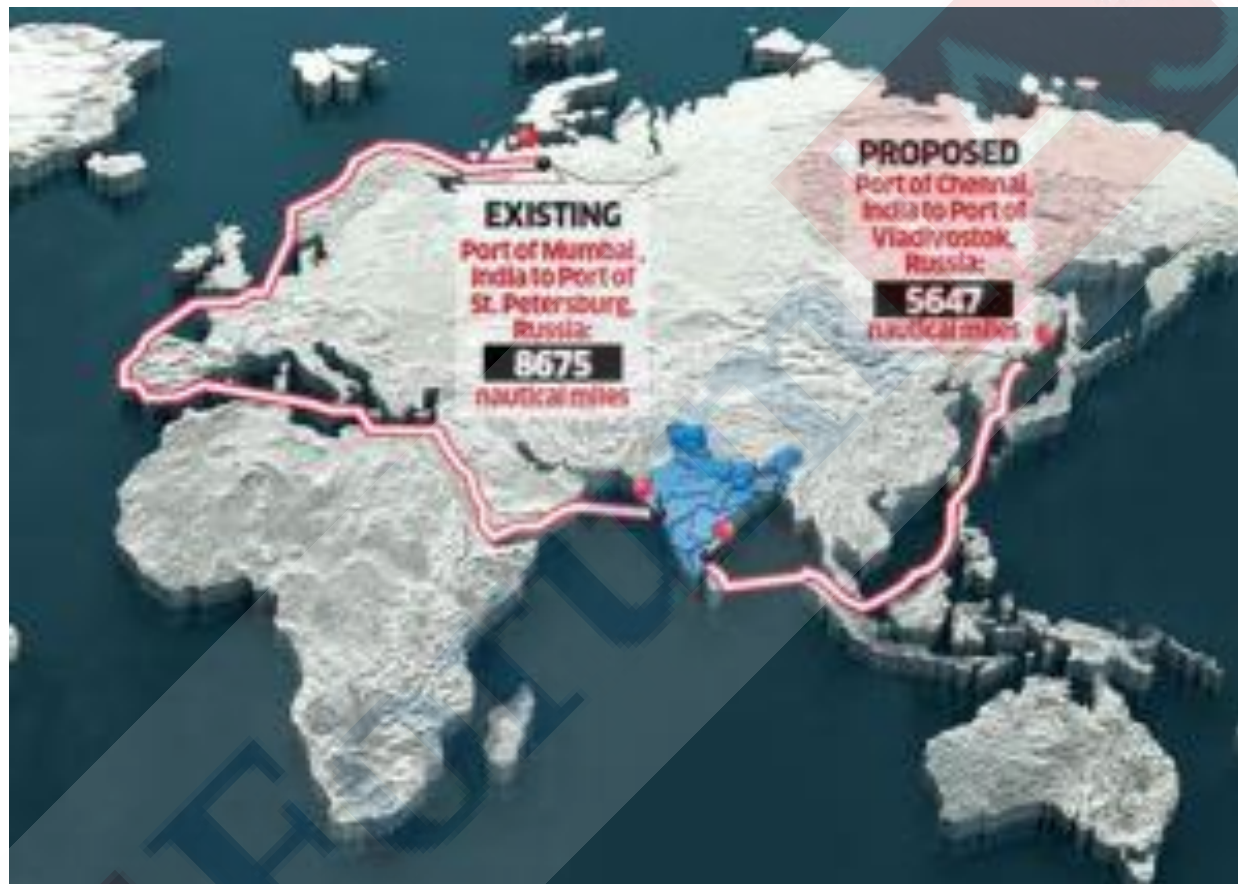 EXISTING
Port of Mumbai,
India to Port of
St. Petersburg,
Russia:
8675
nautical miles
PROPOSED
Port of Chennai,
India to Port of
Vladivostok,
Russia:
5647
nautical miles